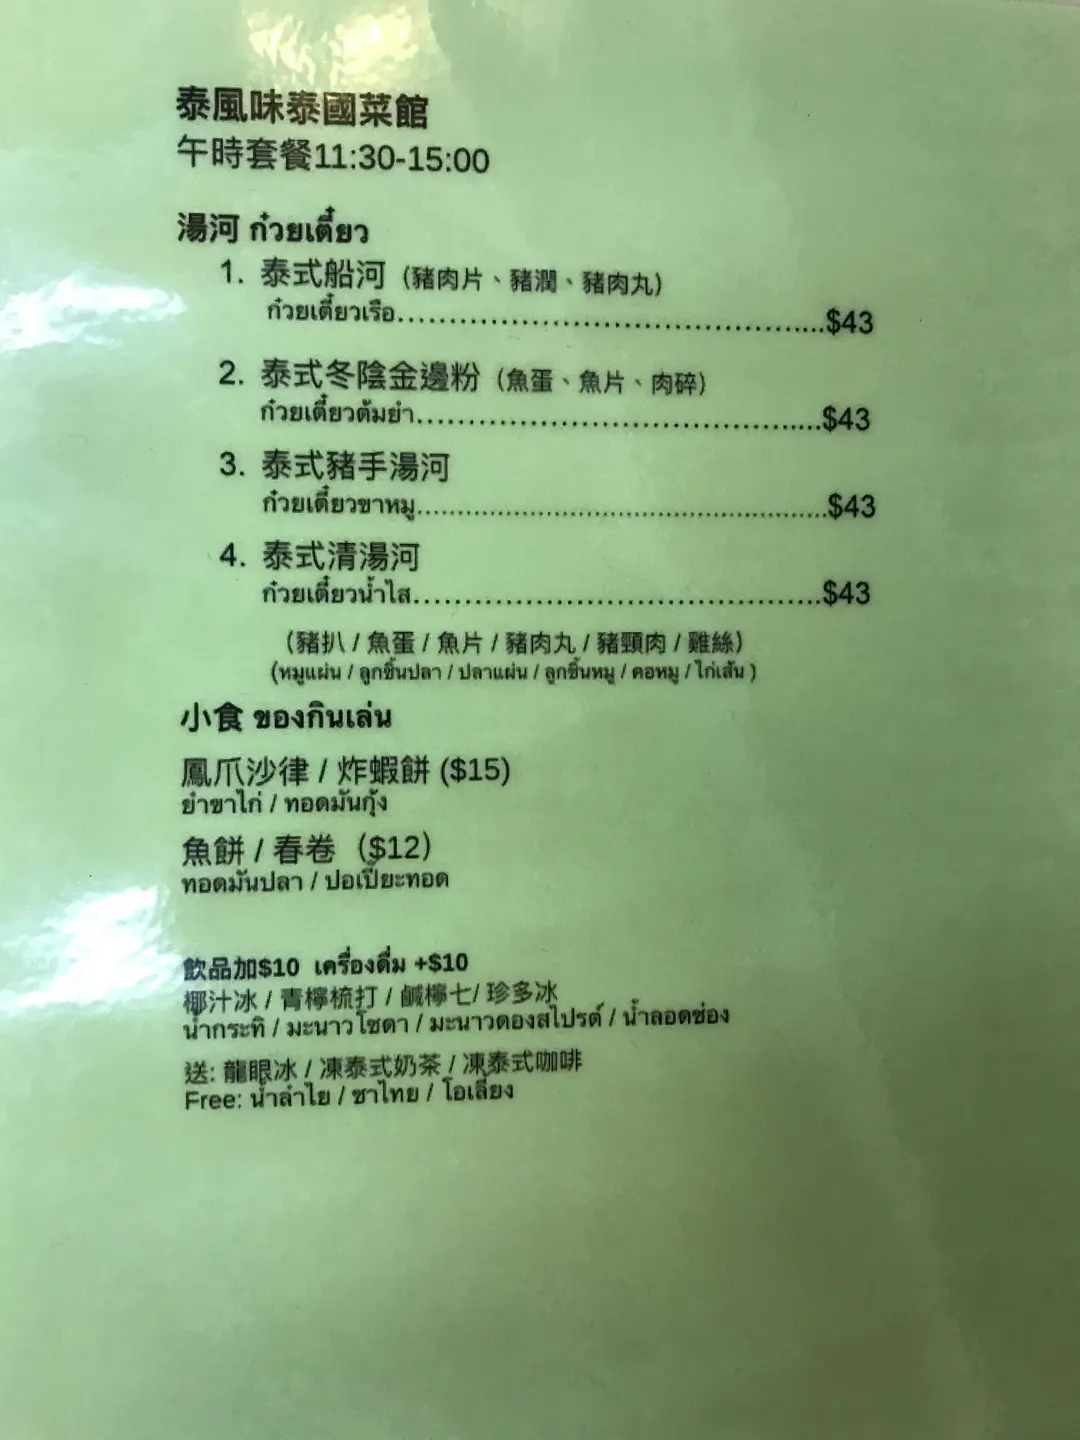 泰風味泰國菜館
午時套餐11:30-15:00
湯河 ก๋วยเตี๋ยว
1. 泰式船河（豬肉片、豬潤、豬肉丸）
ก๋วยเตี๋ยวเรือ.......................................................$43
2. 泰式冬陰金邊粉（魚蛋、魚片、肉碎）
ก๋วยเตี๋ยวต้มยำ.......................................................$43
3. 泰式豬手湯河
ก๋วยเตี๋ยวขาหมู.......................................................$43
4. 泰式清湯河
ก๋วยเตี๋ยวน้ำใส.......................................................$43
（豬扒 / 魚蛋 / 魚片 / 豬肉丸 / 豬頸肉 / 雞絲）
(หมูแผ่น / ลูกชิ้นปลา / ปลาแผ่น / ลูกชิ้นหมู / คอหมู / ไก่เส้น )
小食 ของกินเล่น
鳳爪沙律 / 炸蝦餅 ($15)
ยำขาไก่ / ทอดมันกุ้ง
魚餅 / 春卷（$12）
ทอดมันปลา / ปอเปี๊ยะทอด
飲品加$10 เครื่องดื่ม +$10
椰汁冰 / 青檸梳打 / 鹹檸七/ 珍多冰
น้ำกระทิ / มะนาวโซดา / มะนาวดองสไปรต์ / น้ำลอดช่อง
送: 龍眼冰 / 凍泰式奶茶 / 凍泰式咖啡
Free: น้ำลำไย / ชาไทย / โอเลี้ยง